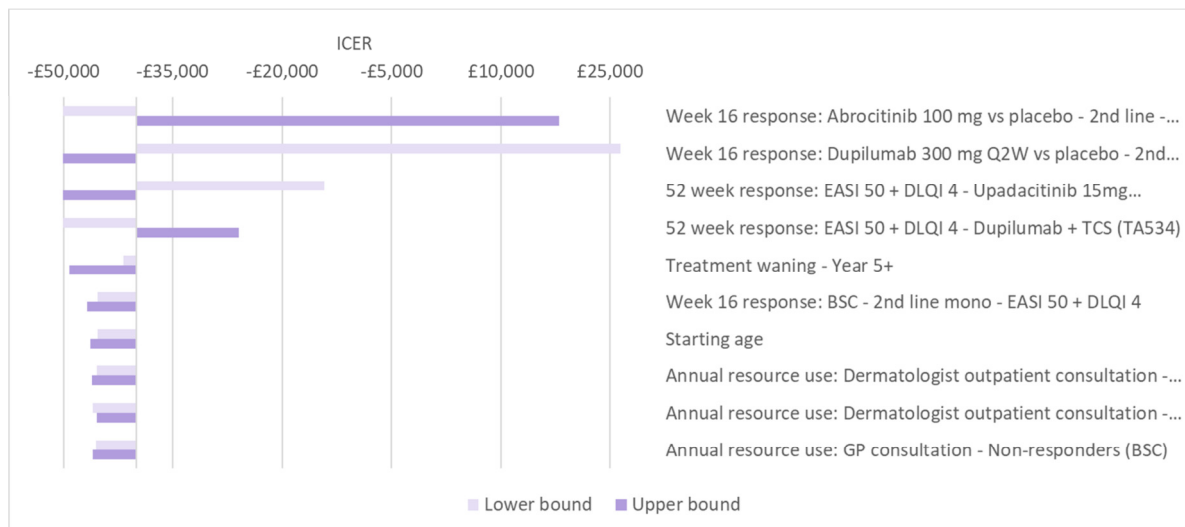 ICER
-£50,000 -£35,000 -£20,000 -£5,000 £10,000 £25,000
Week 16 response: Abrocitinib 100 mg vs placebo - 2nd line -...
Week 16 response: Dupilumab 300 mg Q2W vs placebo - 2nd...
52 week response: EASI 50 + DLQI 4 - Upadacitinib 15mg...
52 week response: EASI 50 + DLQI 4 - Dupilumab + TCS (TA534)
Treatment waning - Year 5+
Week 16 response: BSC - 2nd line mono - EASI 50 + DLQI 4
Starting age
Annual resource use: Dermatologist outpatient consultation -...
Annual resource use: Dermatologist outpatient consultation -...
Annual resource use: GP consultation - Non-responders (BSC)
Lower bound Upper bound